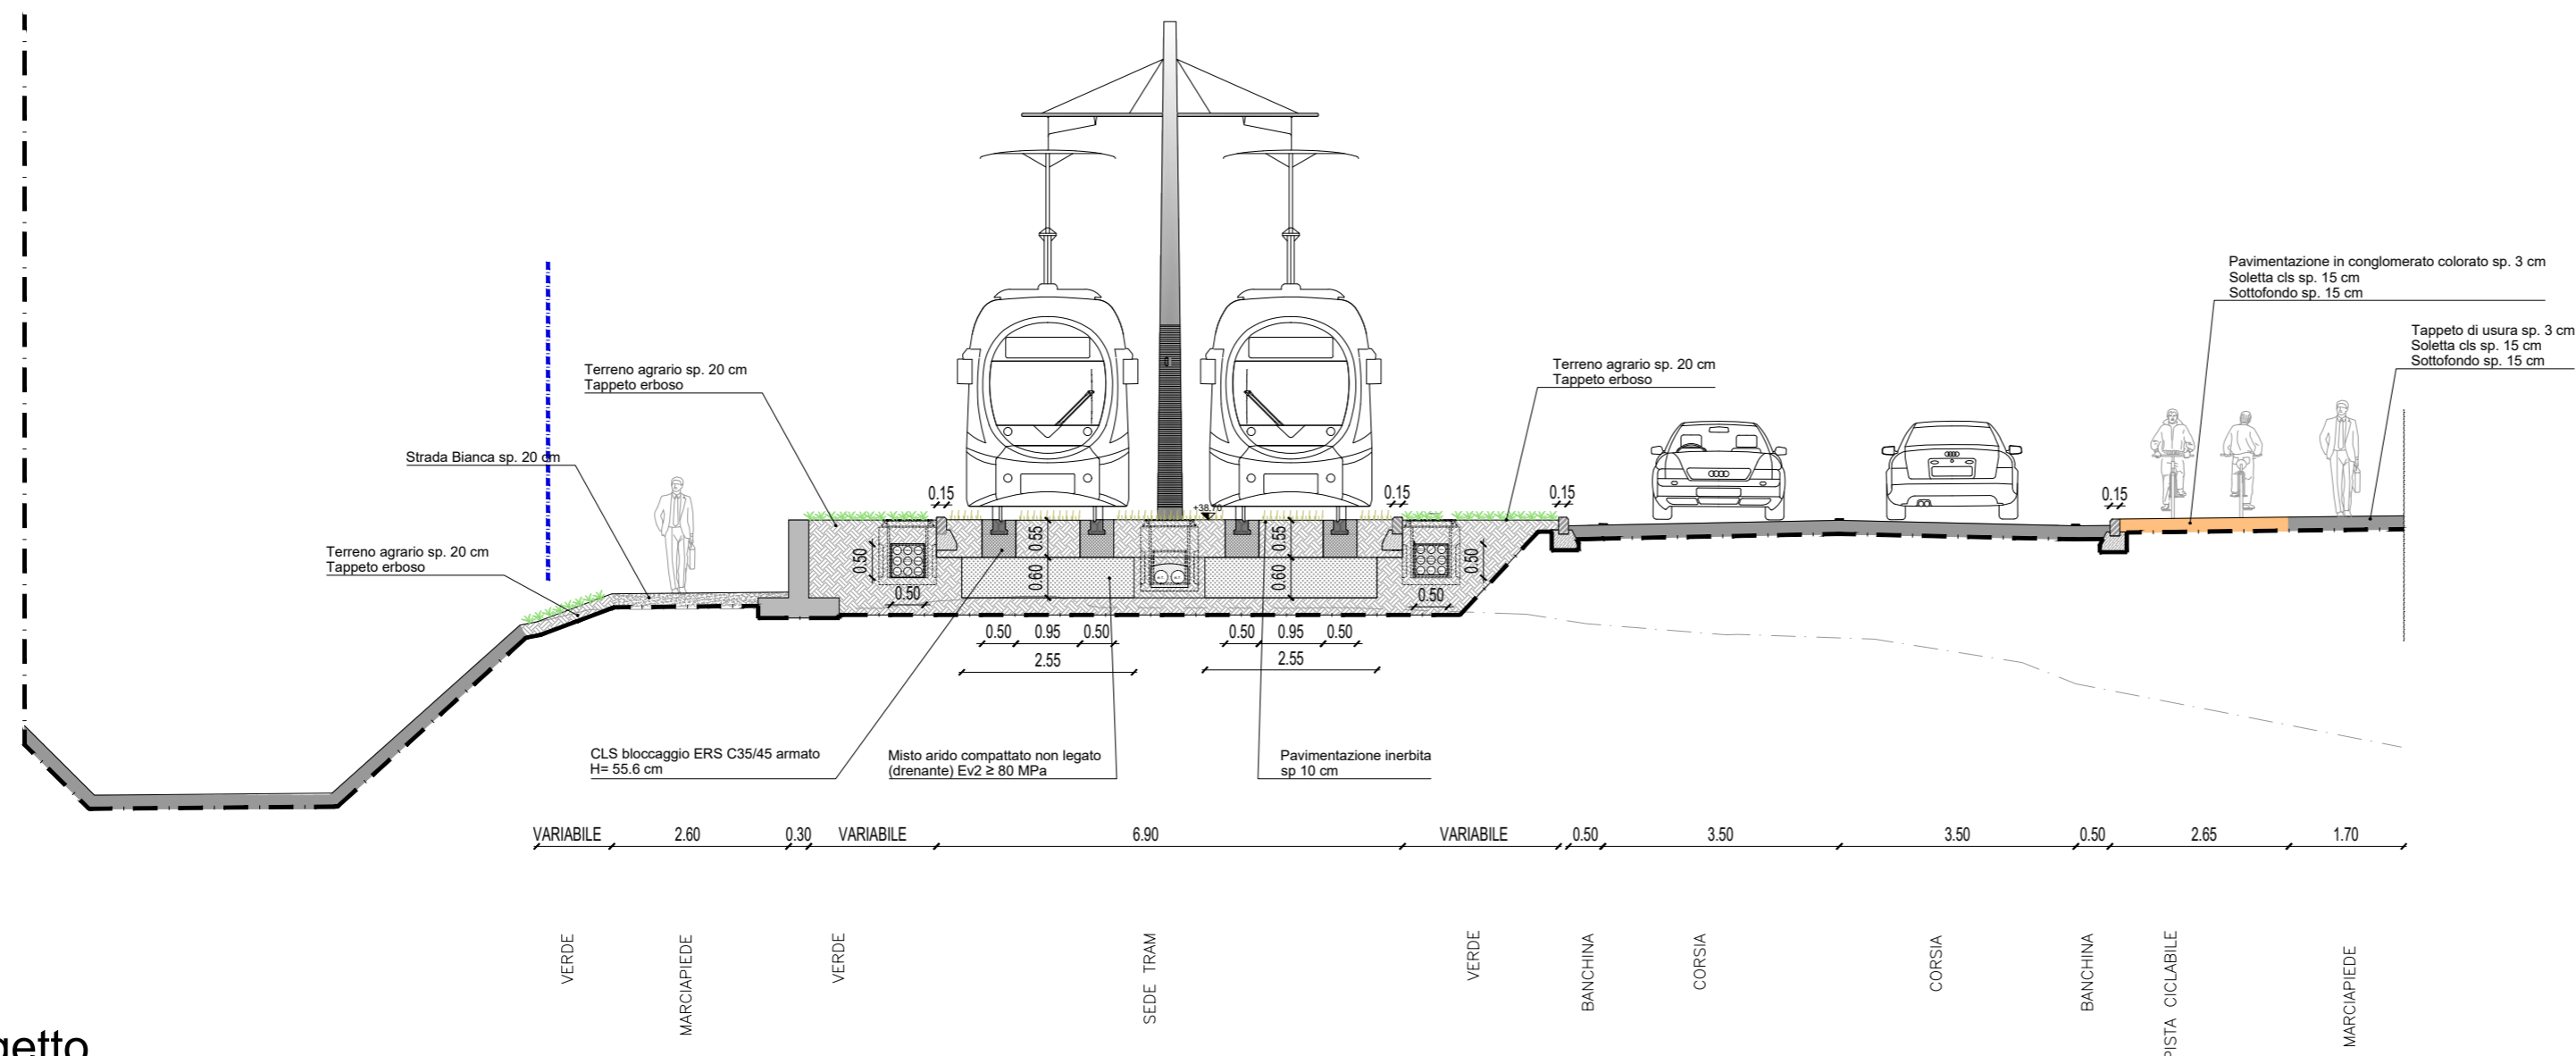 Pavimentazione in conglomerato colorato sp. 3 cm
Soletta cls sp. 15 cm
Sottofondo sp. 15 cm
Tappeto di usura sp. 3 cm
Soletta cls sp. 15 cm
Sottofondo sp. 15 cm
Terreno agrario sp. 20 cm
Tappeto erboso
Terreno agrario sp. 20 cm
Tappeto erboso
Strada Bianca sp. 20 cm
Terreno agrario sp. 20 cm
Tappeto erboso
0.15
0.15
0.15
0.15
+38.70
0.50
0.55
0.55
0.50
0.60
0.60
0.50
0.50
0.50
0.95
0.50
0.50
0.95
0.50
2.55
2.55
CLS bloccaggio ERS C35/45 armato
H= 55.6 cm
Misto arido compattato non legato
(drenante) Ev2 ≥ 80 MPa
Pavimentazione inerbita
sp 10 cm
VARIABILE
2.60
0.30
VARIABILE
6.90
VARIABILE
0.50
3.50
3.50
0.50
2.65
1.70
VERDE
MARCIAPIEDE
VERDE
SEDE TRAM
VERDE
BANCHINA
CORSIA
CORSIA
BANCHINA
PISTA CICLABILE
MARCIAPIEDE
getto